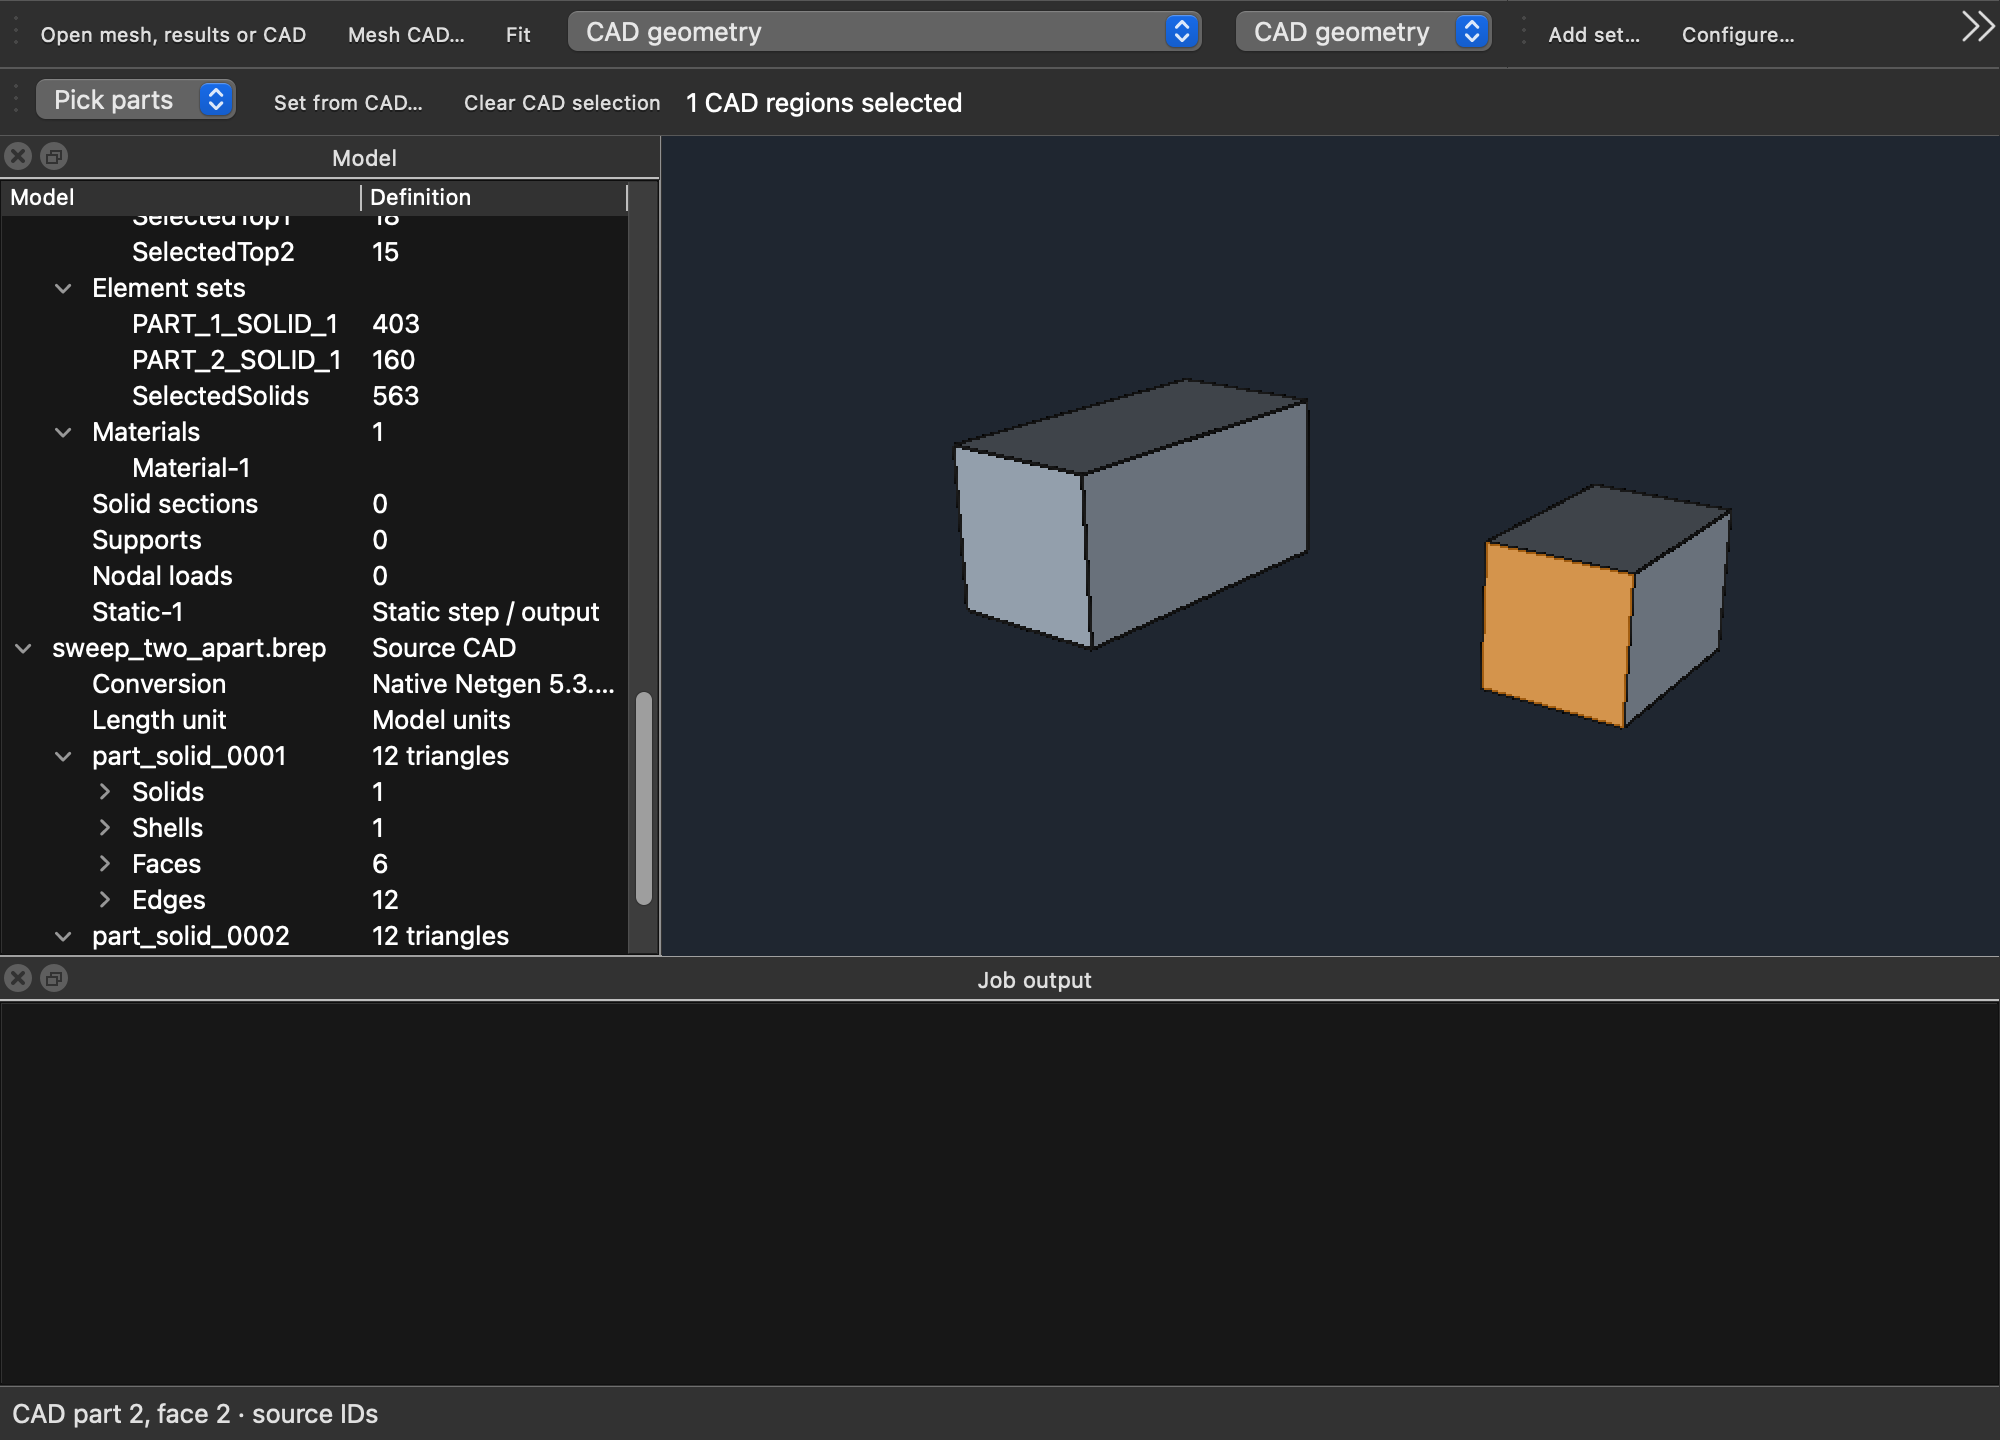 Open mesh, results or CAD Mesh CAD... Fit CAD geometry CAD geometry Add set... Configure...
Pick parts Set from CAD... Clear CAD selection 1 CAD regions selected
Model
Model Definition
SelectedTop1 18
SelectedTop2 15
Element sets
PART_1_SOLID_1 403
PART_2_SOLID_1 160
SelectedSolids 563
Materials 1
Material-1
Solid sections 0
Supports 0
Nodal loads 0
Static-1 Static step / output
sweep_two_apart.brep Source CAD
Conversion Native Netgen 5.3....
Length unit Model units
part_solid_0001 12 triangles
Solids 1
Shells 1
Faces 6
Edges 12
part_solid_0002 12 triangles
Job output
CAD part 2, face 2 · source IDs